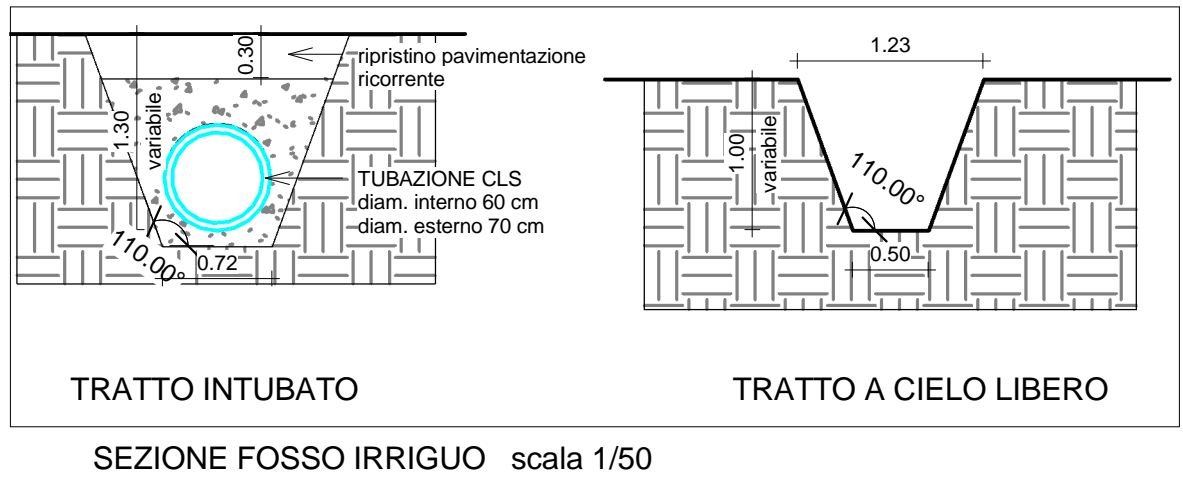 0.30
ripristino pavimentazione
ricorrente
1.30
variabile
TUBAZIONE CLS
diam. interno 60 cm
diam. esterno 70 cm
110.00°
0.72
TRATTO INTUBATO
1.23
1.00
variabile
110.00°
0.50
TRATTO A CIELO LIBERO
SEZIONE FOSSO IRRIGUO scala 1/50